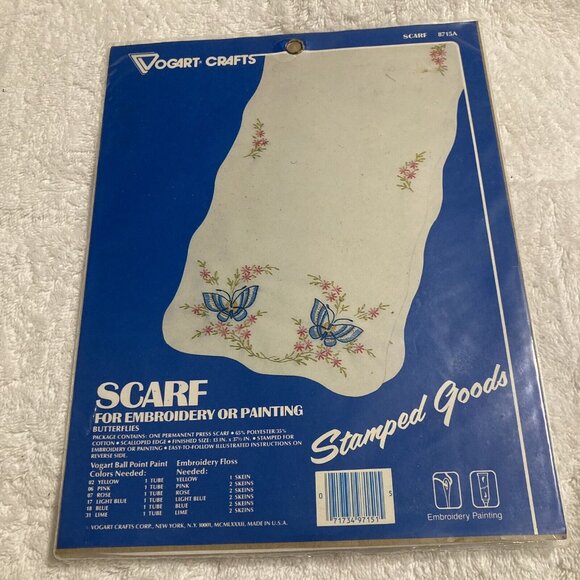 SCARF 8715A
VOGART® CRAFTS
SCARF
FOR EMBROIDERY OR PAINTING
BUTTERFLIES
PACKAGE CONTAINS: ONE PERMANENT PRESS SCARF • 65% POLYESTER/35%
COTTON • SCALLOPED EDGE • FINISHED SIZE: 13 IN. x 37½ IN. • STAMPED FOR
EMBROIDERY OR PAINTING • EASY-TO-FOLLOW ILLUSTRATED INSTRUCTIONS ON
REVERSE SIDE.
Vogart Ball Point Paint Embroidery Floss
Colors Needed: Needed:
02 YELLOW 1 TUBE YELLOW 1 SKEIN
06 PINK 1 TUBE PINK 2 SKEINS
07 ROSE 1 TUBE ROSE 2 SKEINS
17 LIGHT BLUE 1 TUBE LIGHT BLUE 2 SKEINS
18 BLUE 1 TUBE BLUE 2 SKEINS
31 LIME 1 TUBE LIME 2 SKEINS
VOGART CRAFTS CORP., NEW YORK, N.Y. 10001, MCMLXXXII, MADE IN U.S.A.
Stamped Goods
0 71734 97151 5
Embroidery Painting